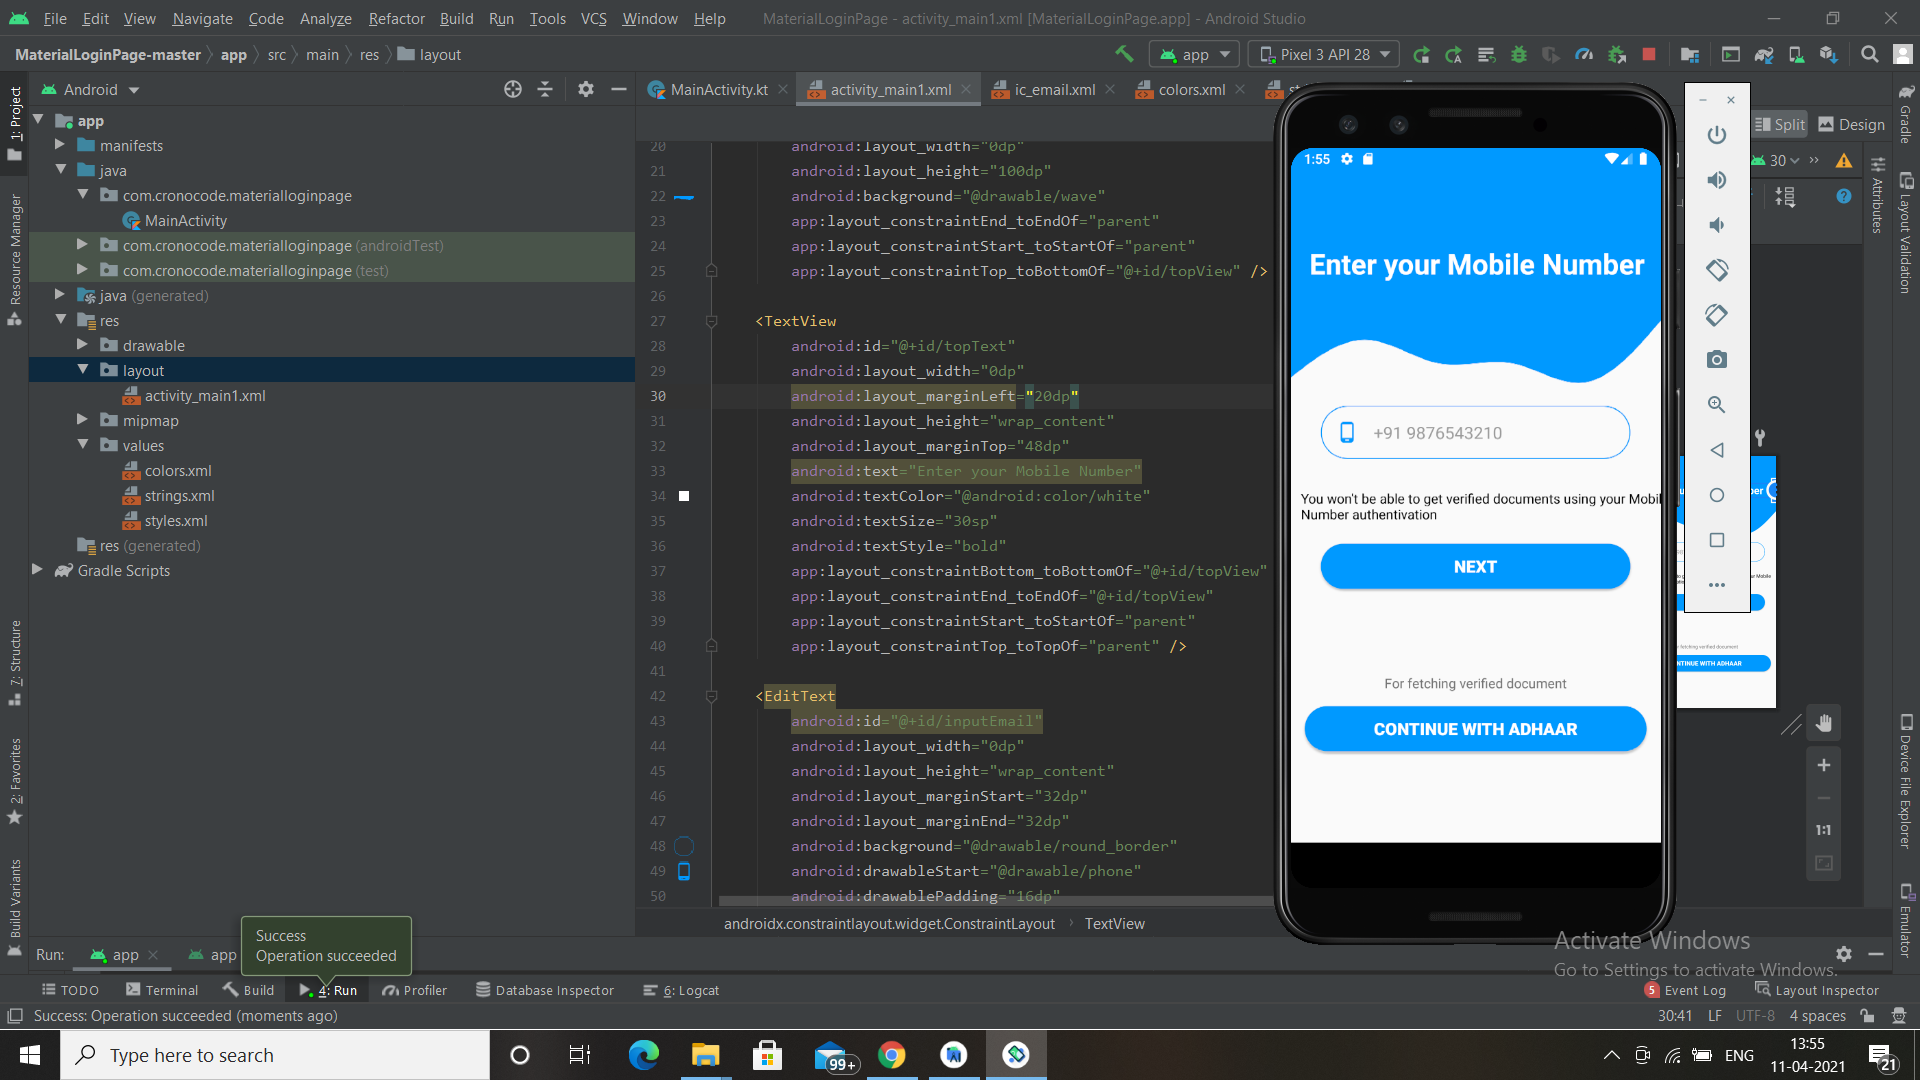 File Edit View Navigate Code Analyze Refactor Build Run Tools VCS Window Help MaterialLoginPage - activity_main1.xml [MaterialLoginPage.app] - Android Studio
MaterialLoginPage-master app src main res layout
app Pixel 3 API 28
Android
MainActivity.kt activity_main1.xml ic_email.xml colors.xml
Split Design
1: Project
Resource Manager
7: Structure
2: Favorites
Build Variants
app
manifests
java
com.cronocode.materialloginpage
MainActivity
com.cronocode.materialloginpage (androidTest)
com.cronocode.materialloginpage (test)
java (generated)
res
drawable
layout
activity_main1.xml
mipmap
values
colors.xml
strings.xml
styles.xml
res (generated)
Gradle Scripts
20 android:layout_width="0dp"
21 android:layout_height="100dp"
22 android:background="@drawable/wave"
23 app:layout_constraintEnd_toEndOf="parent"
24 app:layout_constraintStart_toStartOf="parent"
25 app:layout_constraintTop_toBottomOf="@+id/topView" />
26
27 <TextView
28 android:id="@+id/topText"
29 android:layout_width="0dp"
30 android:layout_marginLeft="20dp"
31 android:layout_height="wrap_content"
32 android:layout_marginTop="48dp"
33 android:text="Enter your Mobile Number"
34 android:textColor="@android:color/white"
35 android:textSize="30sp"
36 android:textStyle="bold"
37 app:layout_constraintBottom_toBottomOf="@+id/topView"
38 app:layout_constraintEnd_toEndOf="@+id/topView"
39 app:layout_constraintStart_toStartOf="parent"
40 app:layout_constraintTop_toTopOf="parent" />
41
42 <EditText
43 android:id="@+id/inputEmail"
44 android:layout_width="0dp"
45 android:layout_height="wrap_content"
46 android:layout_marginStart="32dp"
47 android:layout_marginEnd="32dp"
48 android:background="@drawable/round_border"
49 android:drawableStart="@drawable/phone"
50 android:drawablePadding="16dp"
androidx.constraintlayout.widget.ConstraintLayout TextView
1:55
Enter your Mobile Number
+91 9876543210
You won't be able to get verified documents using your Mobil
Number authentivation
NEXT
For fetching verified document
CONTINUE WITH ADHAAR
30
1:1
Gradle
Attributes
Layout Validation
Device File Explorer
Emulator
Activate Windows
Go to Settings to activate Windows.
Run: app app
Success
Operation succeeded
TODO Terminal Build 4: Run Profiler Database Inspector 6: Logcat 5 Event Log Layout Inspector
Success: Operation succeeded (moments ago) 30:41 LF UTF-8 4 spaces
Type here to search
99+
ENG
13:55
11-04-2021
21